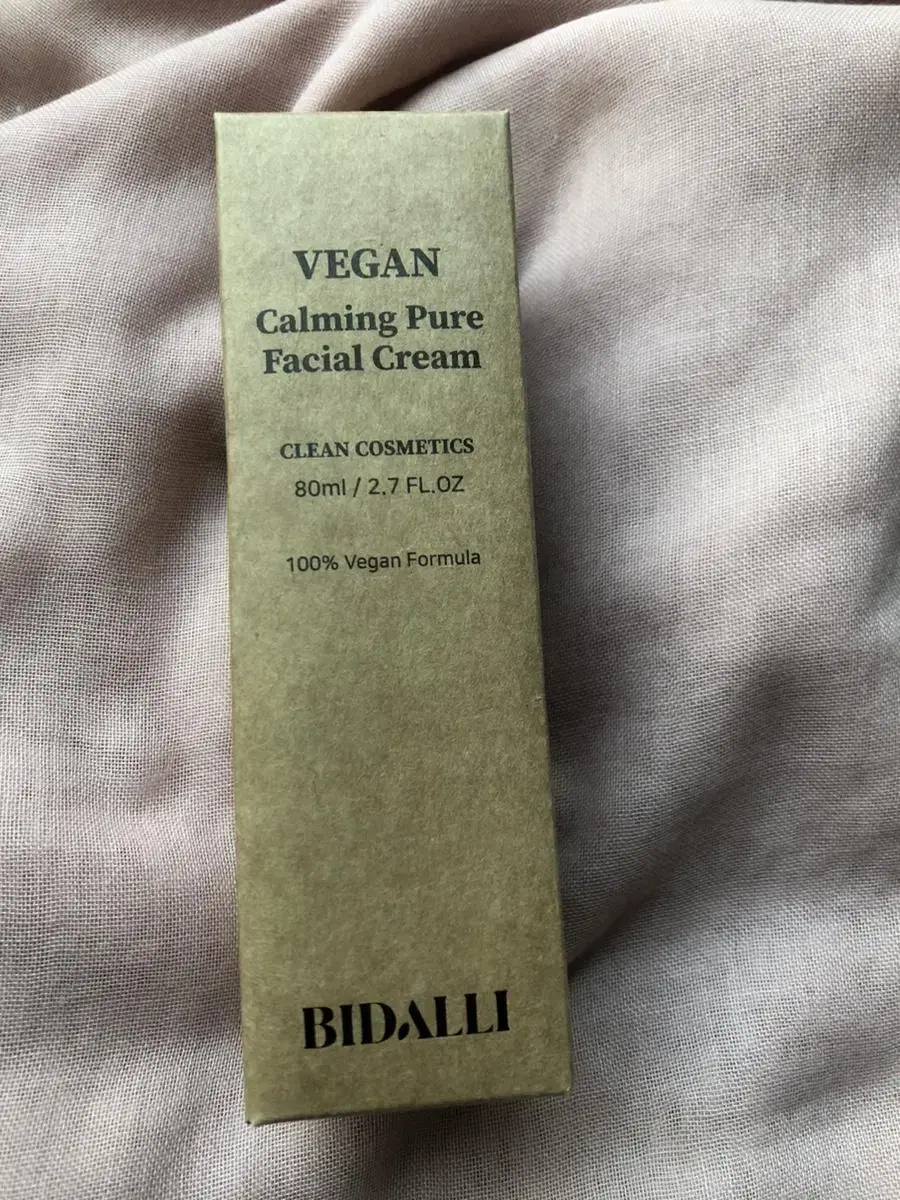 VEGAN
Calming Pure
Facial Cream
CLEAN COSMETICS
80ml / 2.7 FL.OZ
100% Vegan Formula
BIDALLI